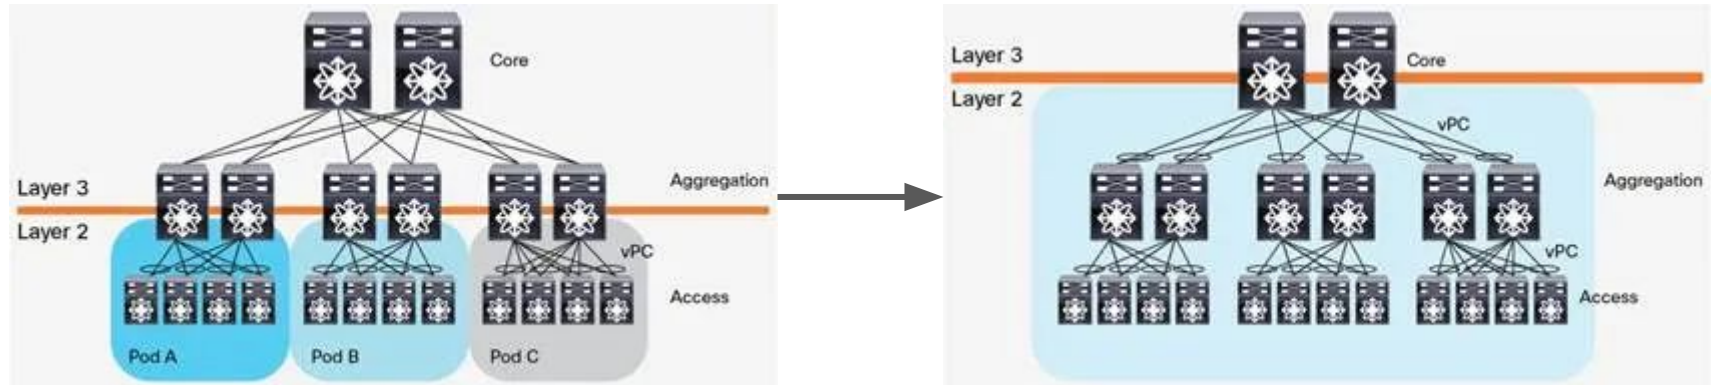 Core
Layer 3
Aggregation
Layer 2
vPC
Access
Pod A
Pod B
Pod C
Layer 3
Core
Layer 2
vPC
Aggregation
vPC
Access